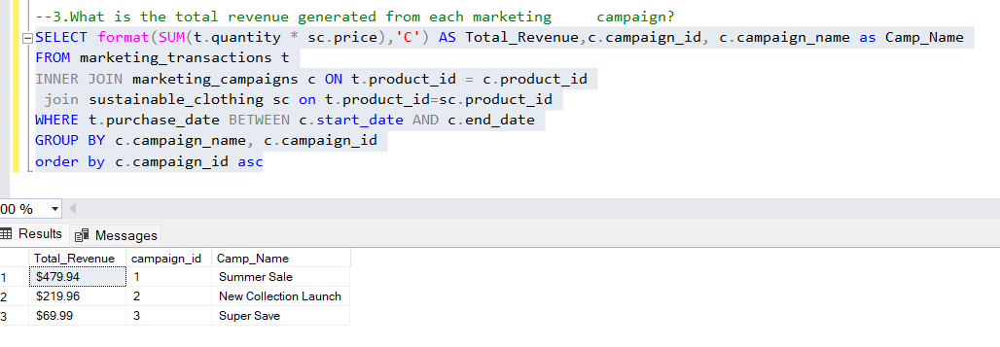 --3.What is the total revenue generated from each marketing     campaign?
SELECT format(SUM(t.quantity * sc.price),'C') AS Total_Revenue,c.campaign_id, c.campaign_name as Camp_Name
FROM marketing_transactions t
INNER JOIN marketing_campaigns c ON t.product_id = c.product_id
 join sustainable_clothing sc on t.product_id=sc.product_id
WHERE t.purchase_date BETWEEN c.start_date AND c.end_date
GROUP BY c.campaign_name, c.campaign_id
order by c.campaign_id asc
00 %
Results Messages
Total_Revenue campaign_id Camp_Name
1 $479.94 1 Summer Sale
2 $219.96 2 New Collection Launch
3 $69.99 3 Super Save